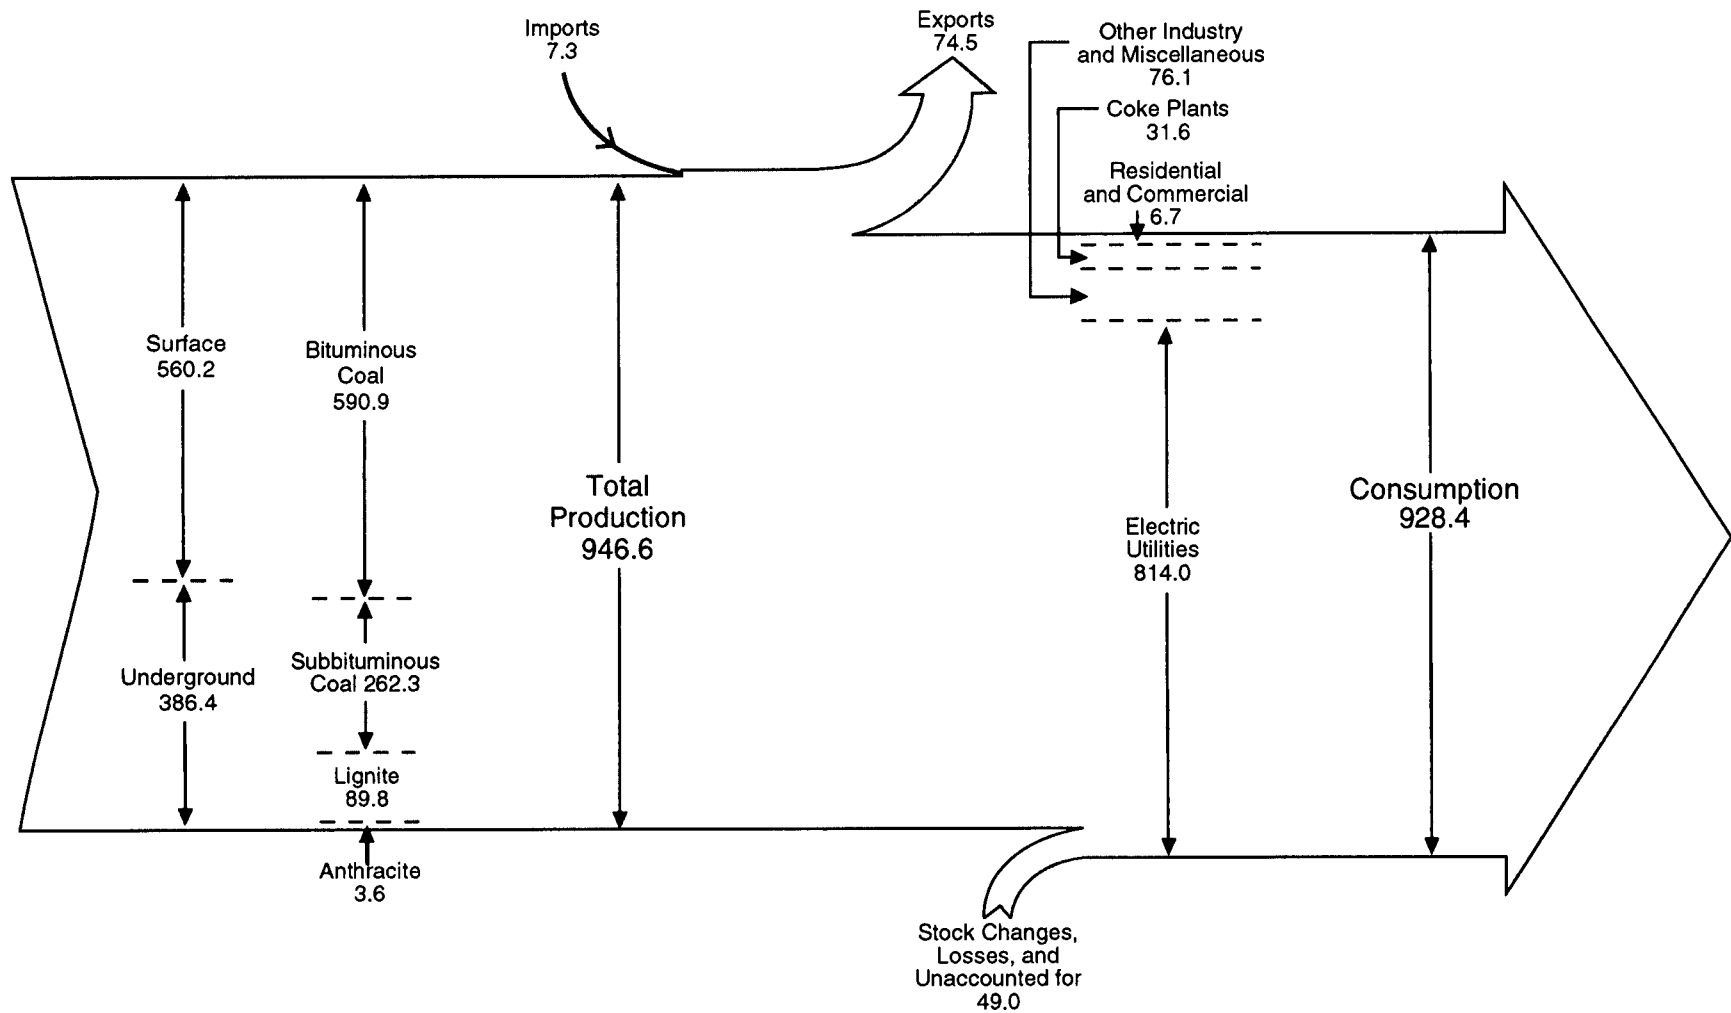 Imports
7.3
Exports
74.5
Other Industry
and Miscellaneous
76.1
Coke Plants
31.6
Residential
and Commercial
6.7
Surface
560.2
Bituminous
Coal
590.9
Total
Production
946.6
Electric
Utilities
814.0
Consumption
928.4
Underground
386.4
Subbituminous
Coal 262.3
Lignite
89.8
Anthracite
3.6
Stock Changes,
Losses, and
Unaccounted for
49.0